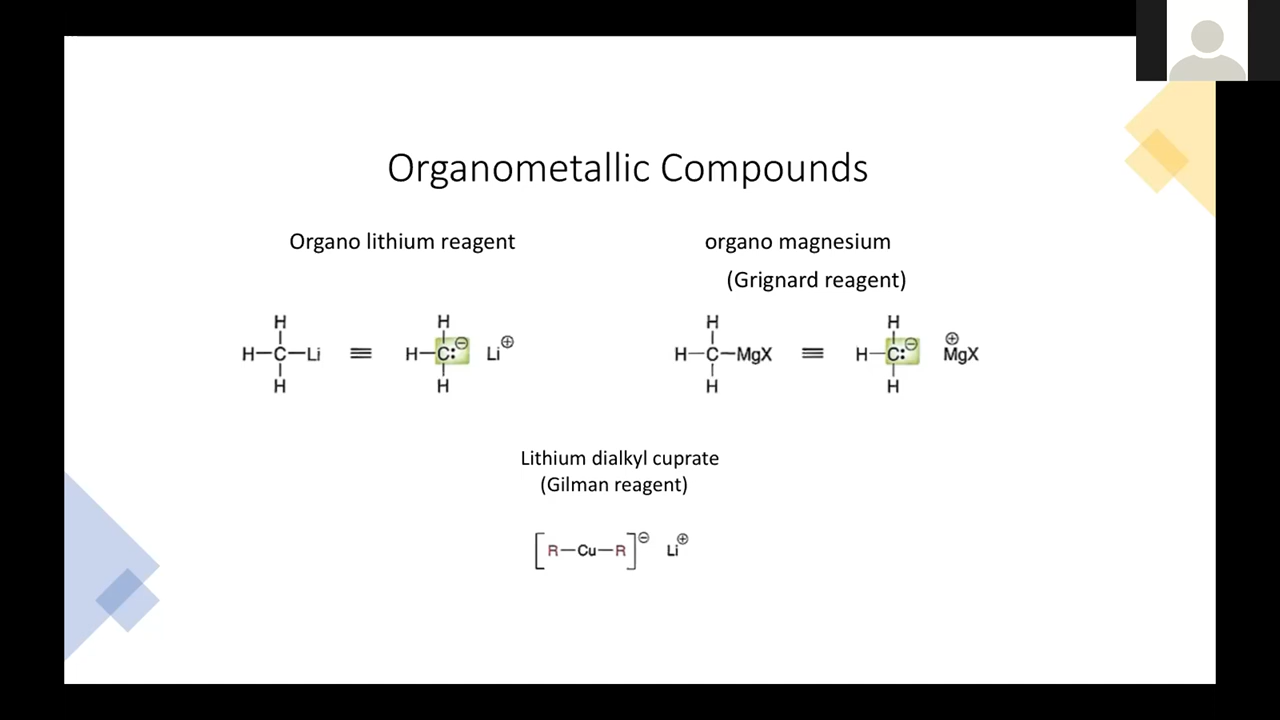 Organometallic Compounds
Organo lithium reagent
organo magnesium
(Grignard reagent)
H H H H
H—C—Li ≡ H—C:⊖ Li⊕ H—C—MgX ≡ H—C:⊖ ⊕MgX
H H H H
Lithium dialkyl cuprate
(Gilman reagent)
[R—Cu—R]⊖ Li⊕